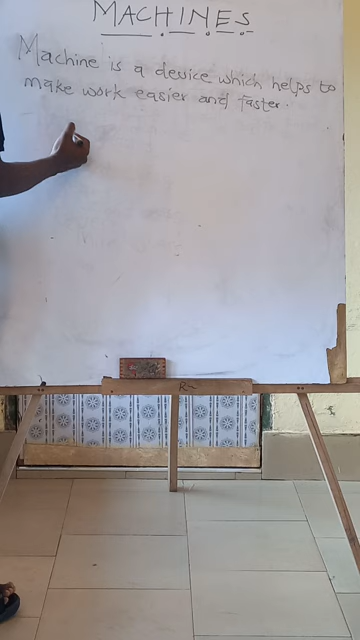 MACHINES
Machine is a device which helps to
make work easier and faster.